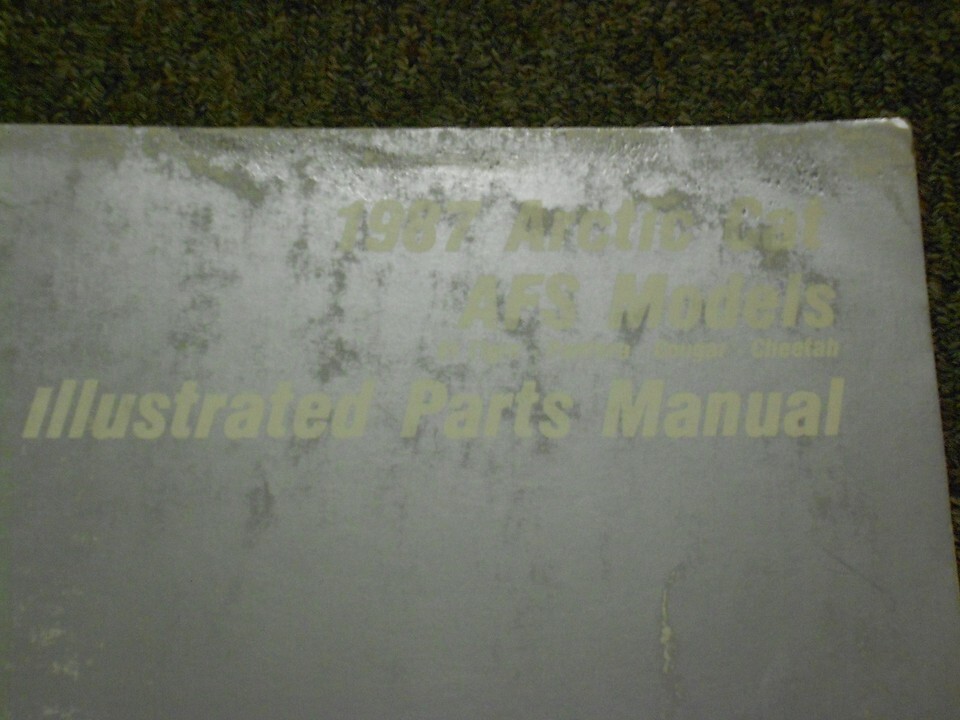 1987 Arctic Cat
AFS Models
Cougar Cheetah
Illustrated Parts Manual